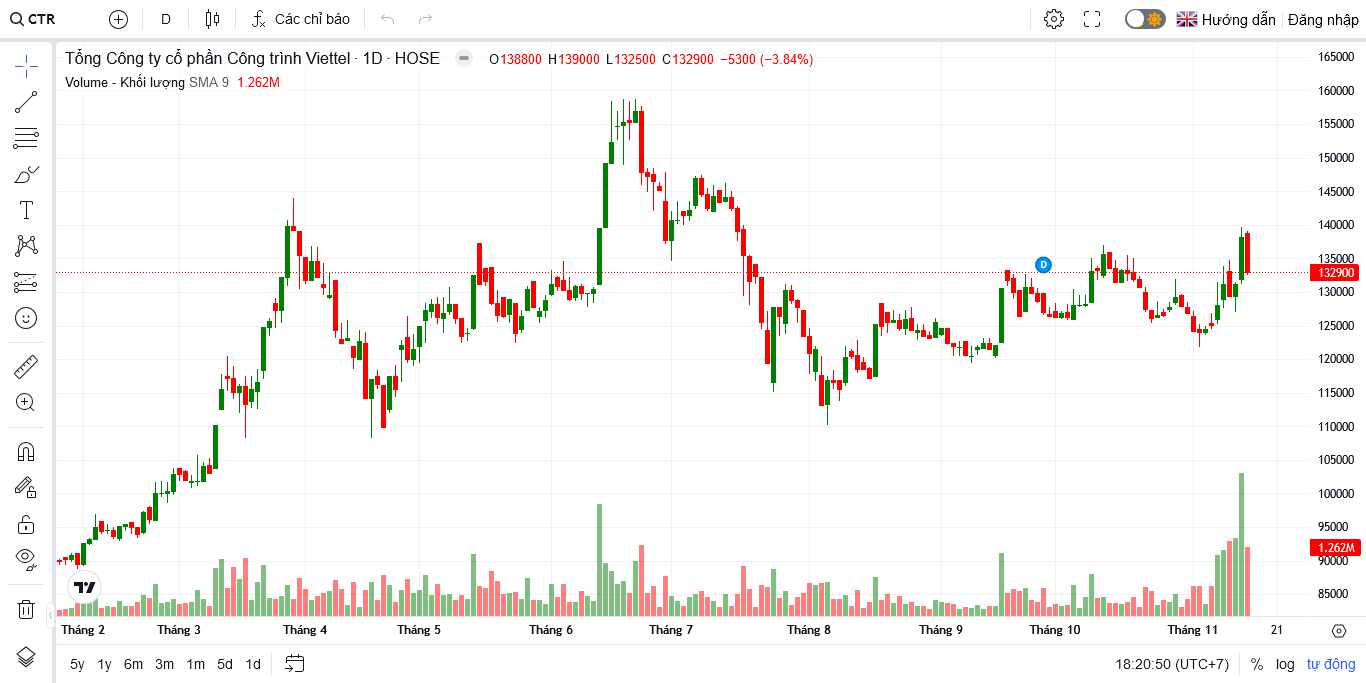 CTR D Các chỉ báo Hướng dẫn Đăng nhập
Tổng Công ty cổ phần Công trình Viettel · 1D · HOSE O138800 H139000 L132500 C132900 −5300 (−3.84%)
Volume - Khối lượng SMA 9 1.262M
165000
160000
155000
150000
145000
140000
135000
D
132900
130000
125000
120000
115000
110000
105000
100000
95000
1.262M
90000
85000
Tháng 2 Tháng 3 Tháng 4 Tháng 5 Tháng 6 Tháng 7 Tháng 8 Tháng 9 Tháng 10 Tháng 11 21
5y 1y 6m 3m 1m 5d 1d 18:20:50 (UTC+7) % log tự động